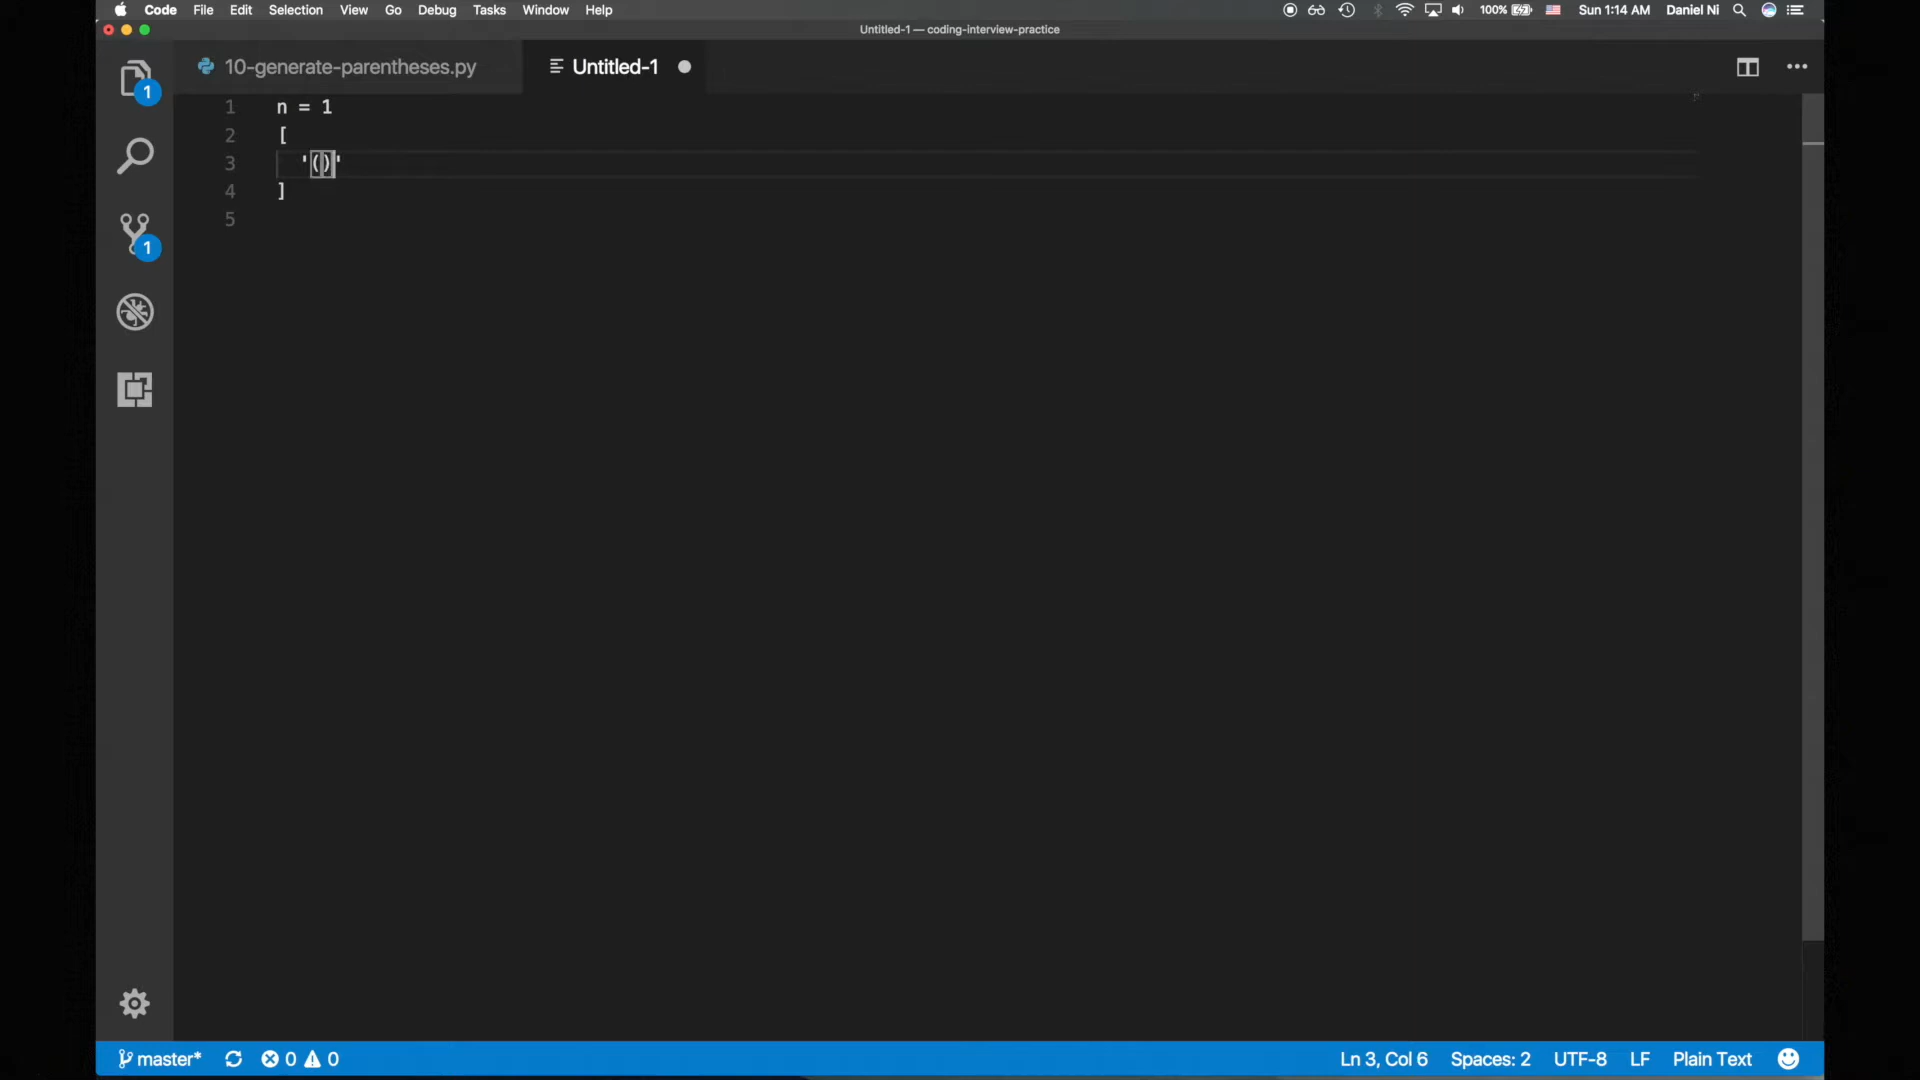 Code File Edit Selection View Go Debug Tasks Window Help 100% Sun 1:14 AM Daniel Ni
Untitled-1 — coding-interview-practice
10-generate-parentheses.py Untitled-1
1 n = 1
2 [
3 '()'
4 ]
5
1
1
master* 0 0 Ln 3, Col 6 Spaces: 2 UTF-8 LF Plain Text